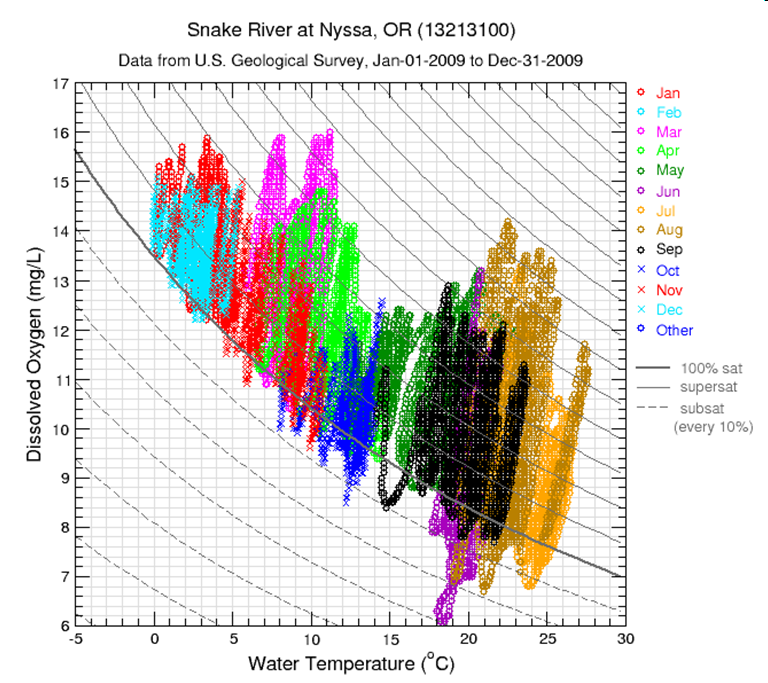 Snake River at Nyssa, OR (13213100)
Data from U.S. Geological Survey, Jan-01-2009 to Dec-31-2009
17
16
15
14
13
12
11
10
9
8
7
6
Dissolved Oxygen (mg/L)
-5
0
5
10
15
20
25
30
Water Temperature (°C)
Jan
Feb
Mar
Apr
May
Jun
Jul
Aug
Sep
Oct
Nov
Dec
Other
100% sat
supersat
subsat
(every 10%)